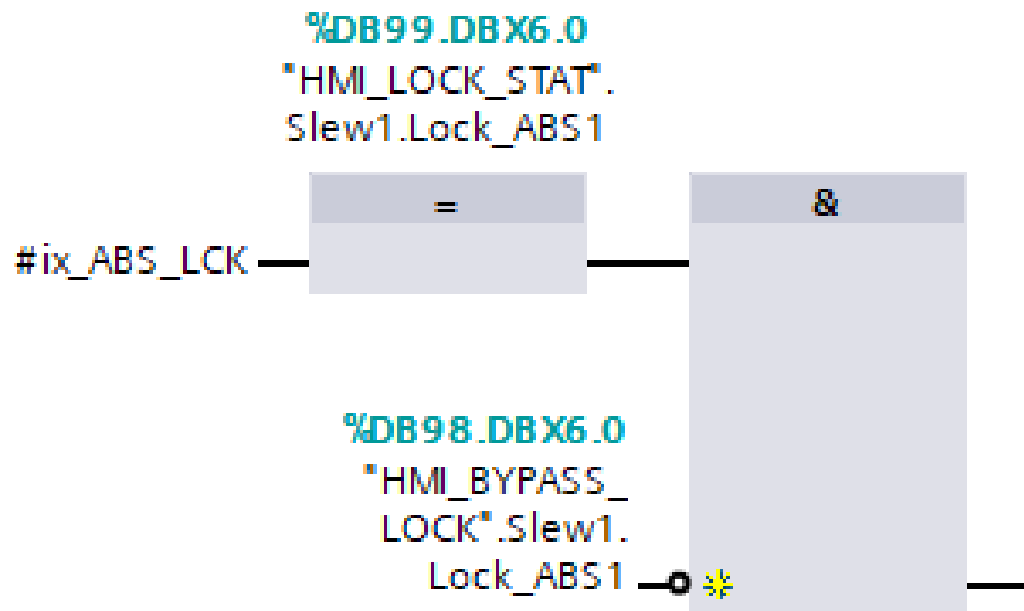 %DB99.DBX6.0
"HMI_LOCK_STAT".
Slew1.Lock_ABS1
=
&
#ix_ABS_LCK
%DB98.DBX6.0
"HMI_BYPASS_
LOCK".Slew1.
Lock_ABS1